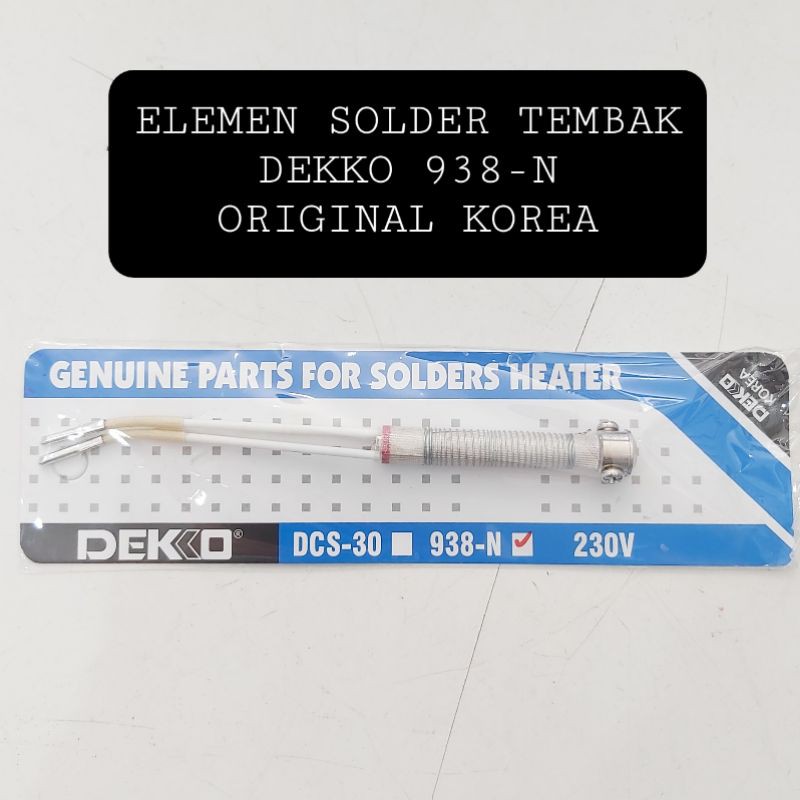 ELEMEN SOLDER TEMBAK
DEKKO 938-N
ORIGINAL KOREA
GENUINE PARTS FOR SOLDERS HEATER
DEKKO
KOREA
DEKKO®
DCS-30 938-N 230V